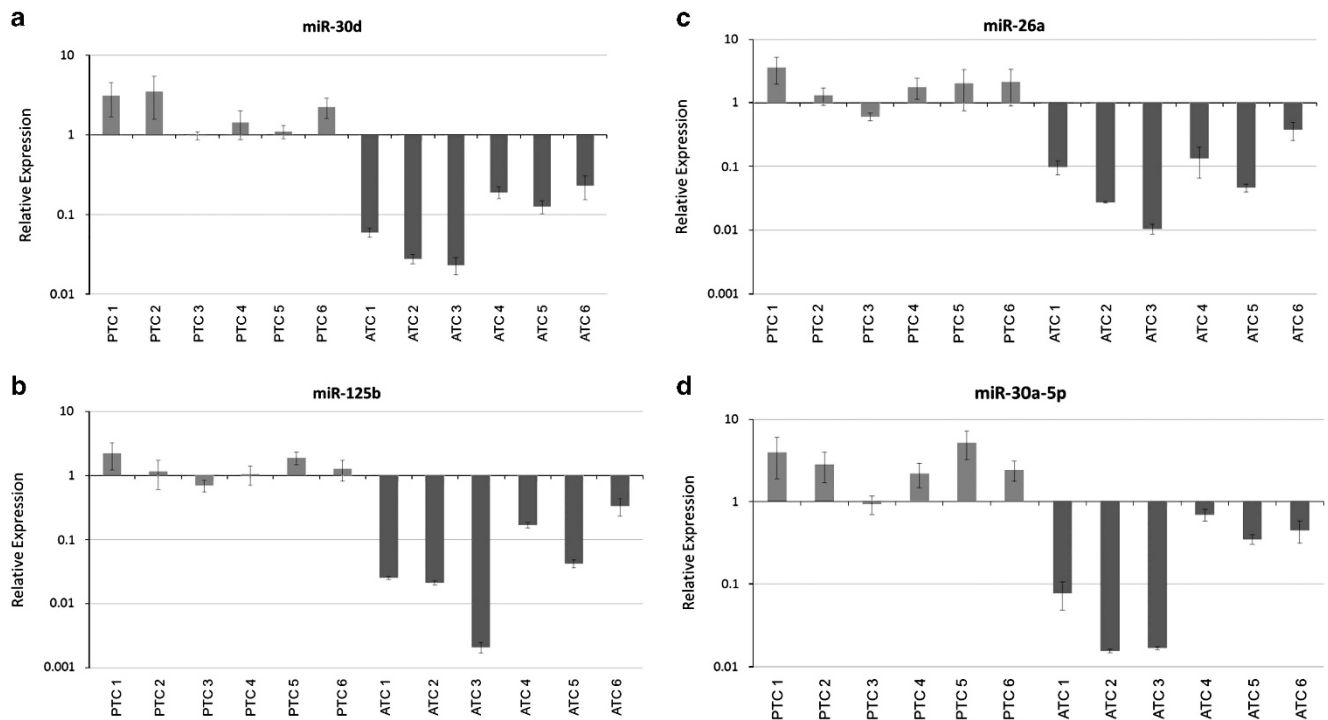 a
miR-30d
Relative Expression
10
1
0.1
0.01
PTC 1
PTC 2
PTC 3
PTC 4
PTC 5
PTC 6
ATC 1
ATC 2
ATC 3
ATC 4
ATC 5
ATC 6
b
miR-125b
Relative Expression
10
1
0.1
0.01
0.001
PTC 1
PTC 2
PTC 3
PTC 4
PTC 5
PTC 6
ATC 1
ATC 2
ATC 3
ATC 4
ATC 5
ATC 6
c
miR-26a
Relative Expression
10
1
0.1
0.01
0.001
PTC 1
PTC 2
PTC 3
PTC 4
PTC 5
PTC 6
ATC 1
ATC 2
ATC 3
ATC 4
ATC 5
ATC 6
d
miR-30a-5p
Relative Expression
10
1
0.1
0.01
PTC 1
PTC 2
PTC 3
PTC 4
PTC 5
PTC 6
ATC 1
ATC 2
ATC 3
ATC 4
ATC 5
ATC 6